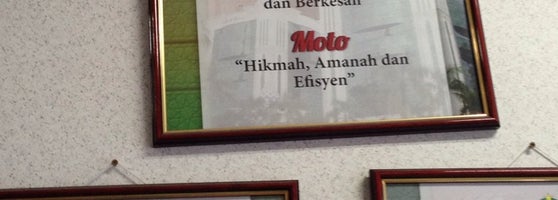 dan Berkesan
Moto
“Hikmah, Amanah dan
Efisyen”